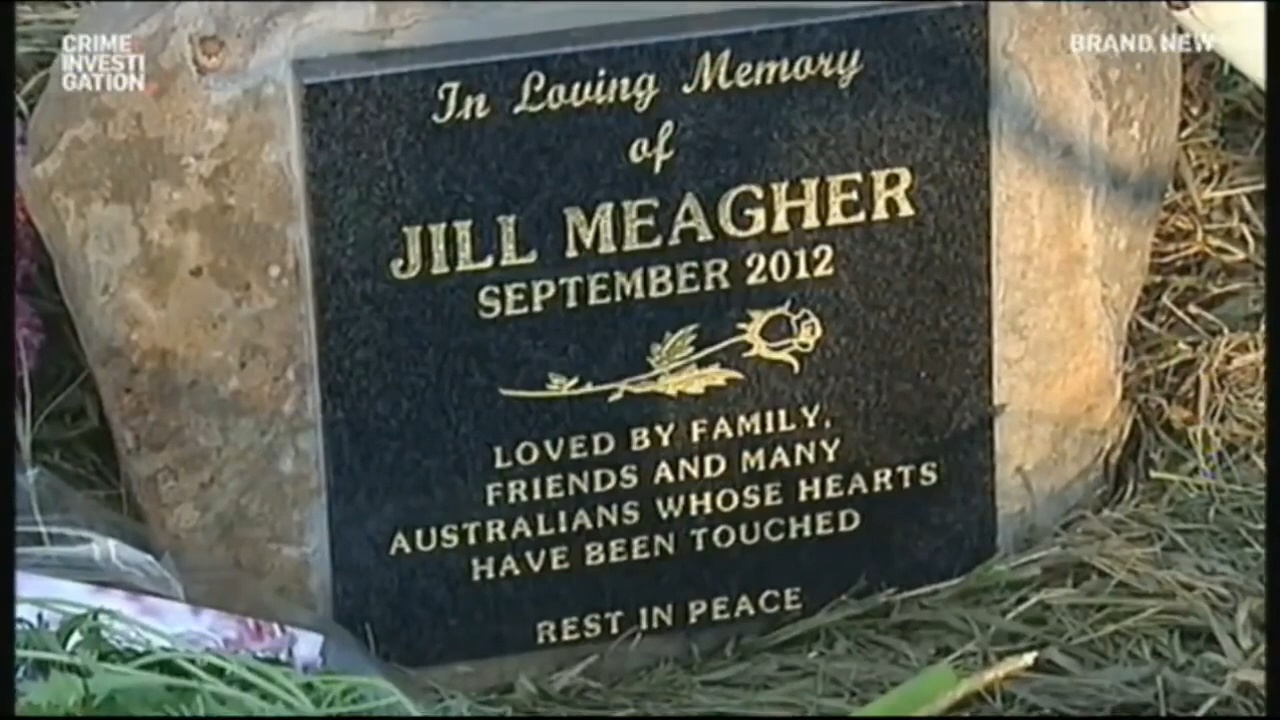 CRIME
INVESTI
GATION
BRAND NEW
In Loving Memory
of
JILL MEAGHER
SEPTEMBER 2012
LOVED BY FAMILY,
FRIENDS AND MANY
AUSTRALIANS WHOSE HEARTS
HAVE BEEN TOUCHED
REST IN PEACE